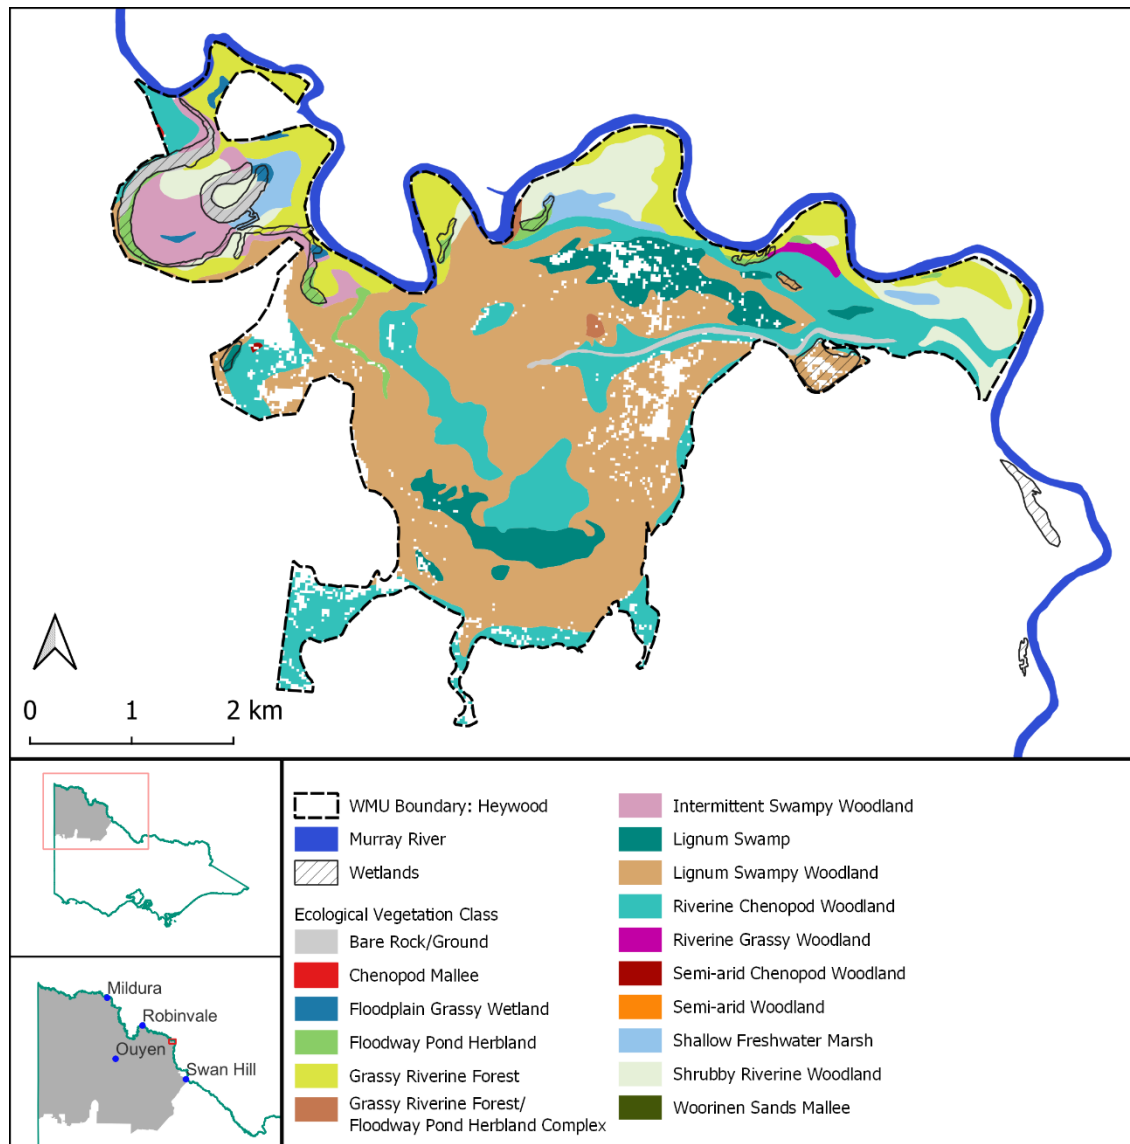 0 1 2 km
Mildura
Robinvale
Ouyen
Swan Hill
WMU Boundary: Heywood
Murray River
Wetlands
Ecological Vegetation Class
Bare Rock/Ground
Chenopod Mallee
Floodplain Grassy Wetland
Floodway Pond Herbland
Grassy Riverine Forest
Grassy Riverine Forest/
Floodway Pond Herbland Complex
Intermittent Swampy Woodland
Lignum Swamp
Lignum Swampy Woodland
Riverine Chenopod Woodland
Riverine Grassy Woodland
Semi-arid Chenopod Woodland
Semi-arid Woodland
Shallow Freshwater Marsh
Shrubby Riverine Woodland
Woorinen Sands Mallee